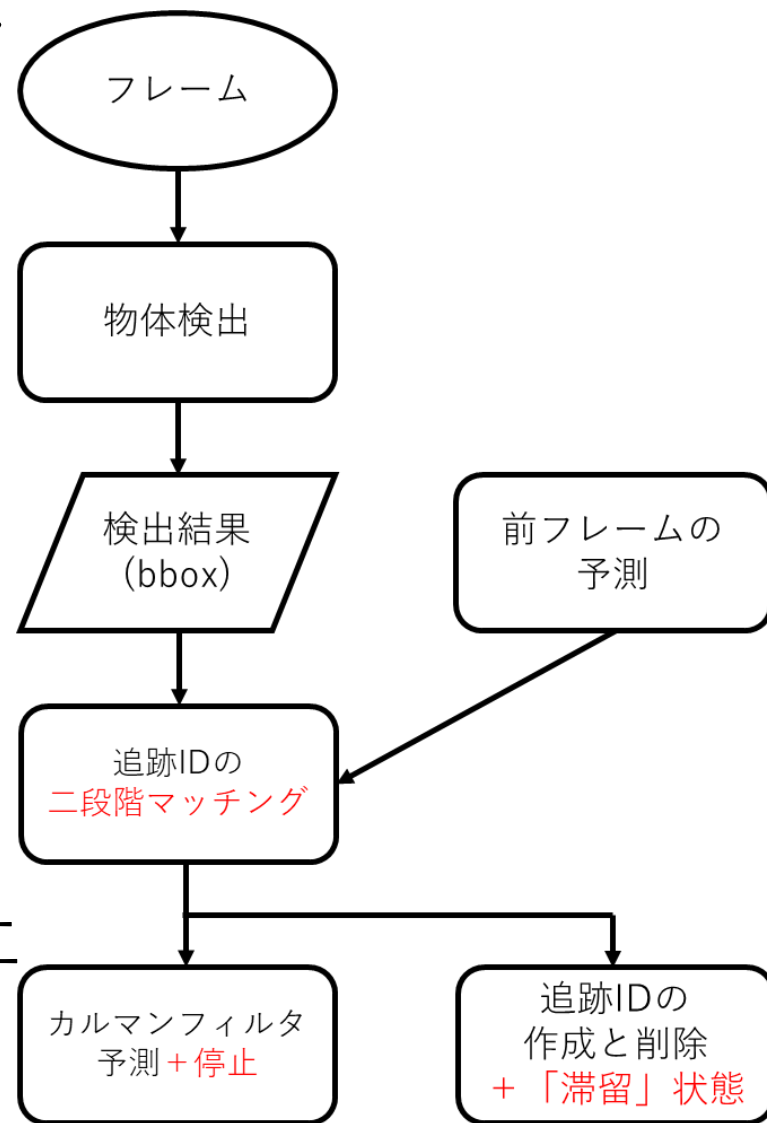 フレーム
物体検出
検出結果
(bbox)
前フレームの
予測
追跡IDの
二段階マッチング
カルマンフィルタ
予測＋停止
追跡IDの
作成と削除
＋「滞留」状態